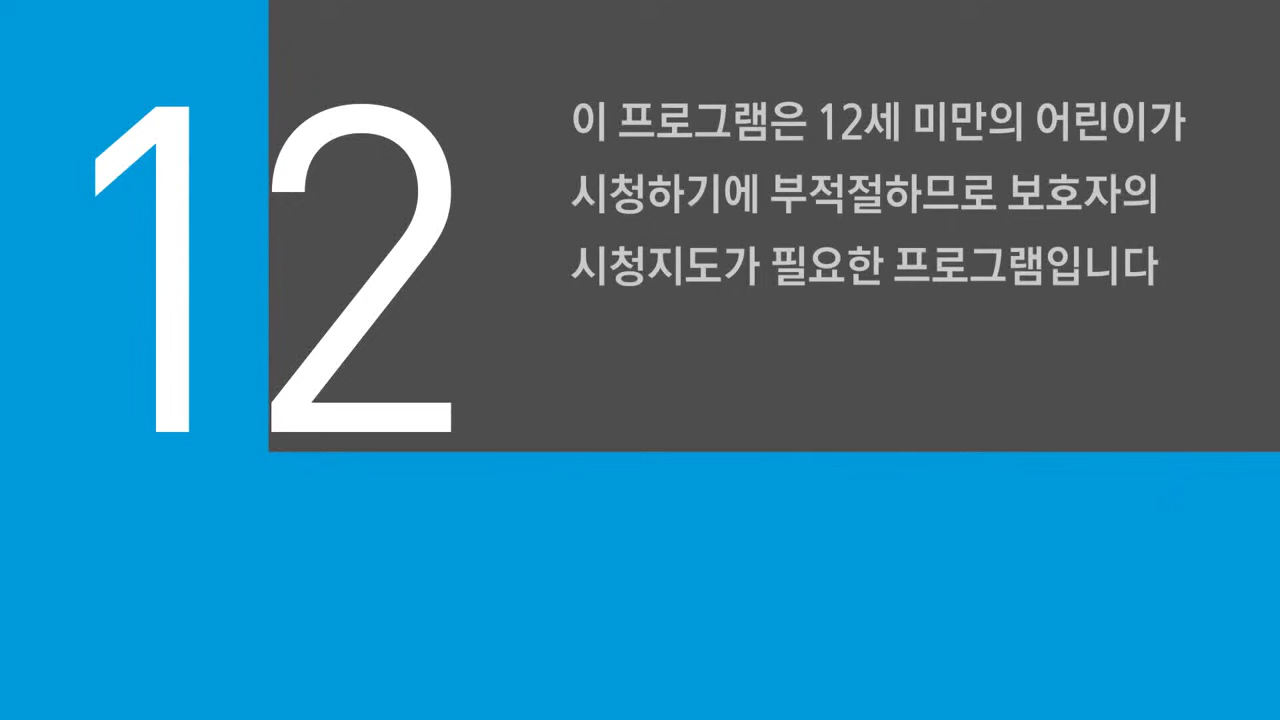 12
이 프로그램은 12세 미만의 어린이가
시청하기에 부적절하므로 보호자의
시청지도가 필요한 프로그램입니다